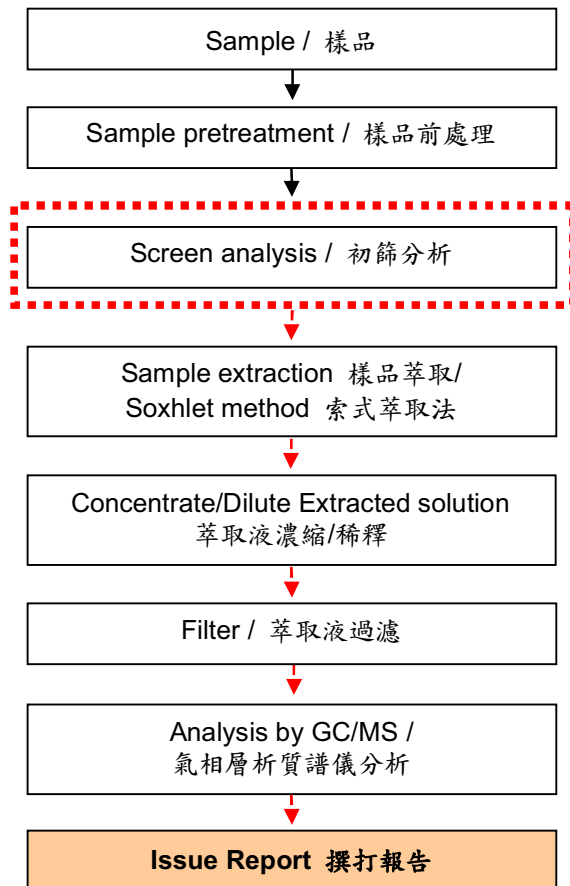 Sample / 樣品
Sample pretreatment / 樣品前處理
Screen analysis / 初篩分析
Sample extraction 樣品萃取/
Soxhlet method 索式萃取法
Concentrate/Dilute Extracted solution
萃取液濃縮/稀釋
Filter / 萃取液過濾
Analysis by GC/MS /
氣相層析質譜儀分析
Issue Report 撰打報告